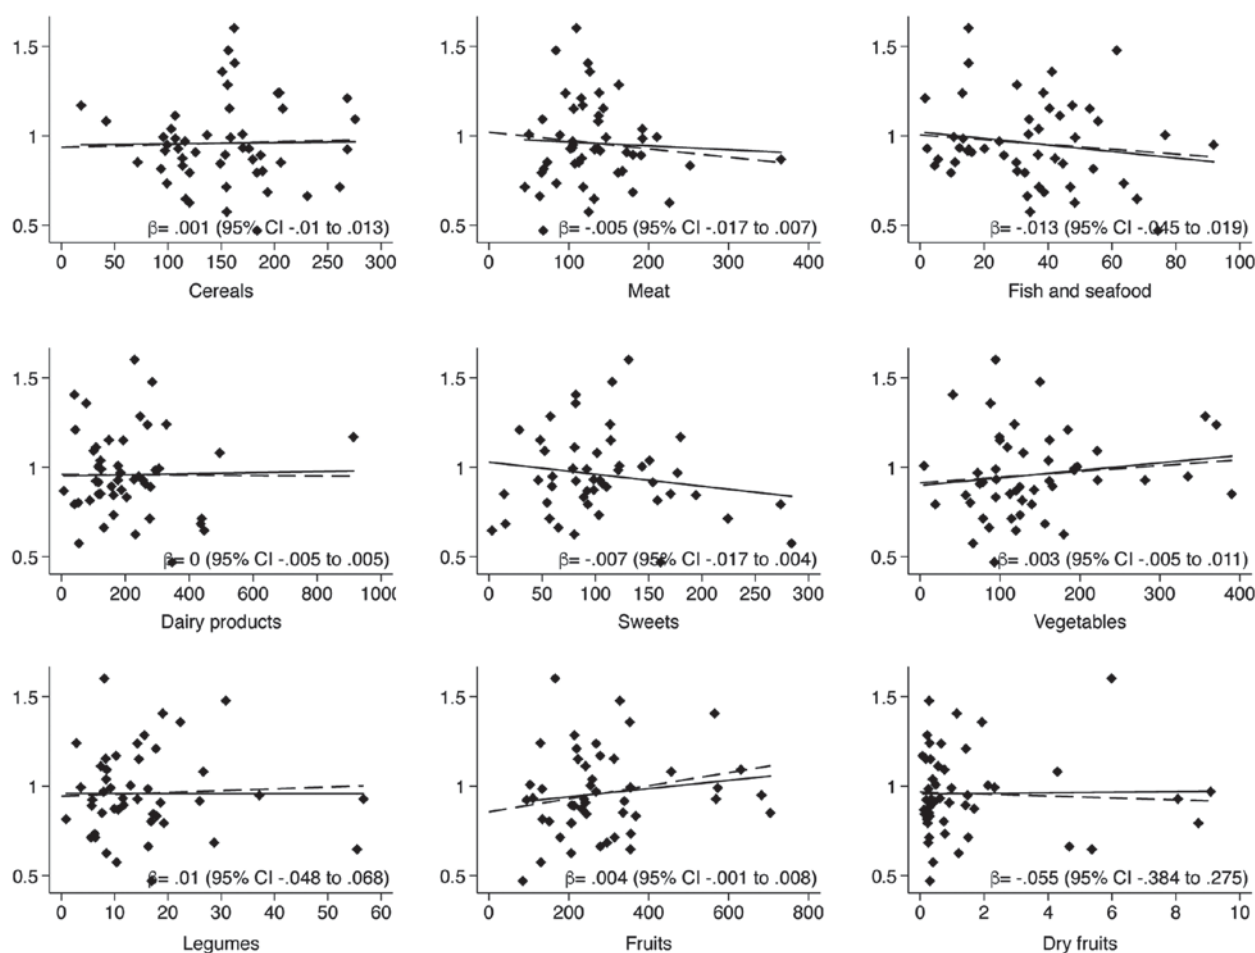 1.5
1
0.5
β= .001 (95% CI -.01 to .013)
0 50 100 150 200 250 300
Cereals
1.5
1
0.5
β= -.005 (95% CI -.017 to .007)
0 100 200 300 400
Meat
1.5
1
0.5
β= -.013 (95% CI -.045 to .019)
0 20 40 60 80 100
Fish and seafood
1.5
1
0.5
β= 0 (95% CI -.005 to .005)
0 200 400 600 800 1000
Dairy products
1.5
1
0.5
β= -.007 (95% CI -.017 to .004)
0 50 100 150 200 250 300
Sweets
1.5
1
0.5
β= .003 (95% CI -.005 to .011)
0 100 200 300 400
Vegetables
1.5
1
0.5
β= .01 (95% CI -.048 to .068)
0 10 20 30 40 50 60
Legumes
1.5
1
0.5
β= .004 (95% CI -.001 to .008)
0 200 400 600 800
Fruits
1.5
1
0.5
β= -.055 (95% CI -.384 to .275)
0 2 4 6 8 10
Dry fruits